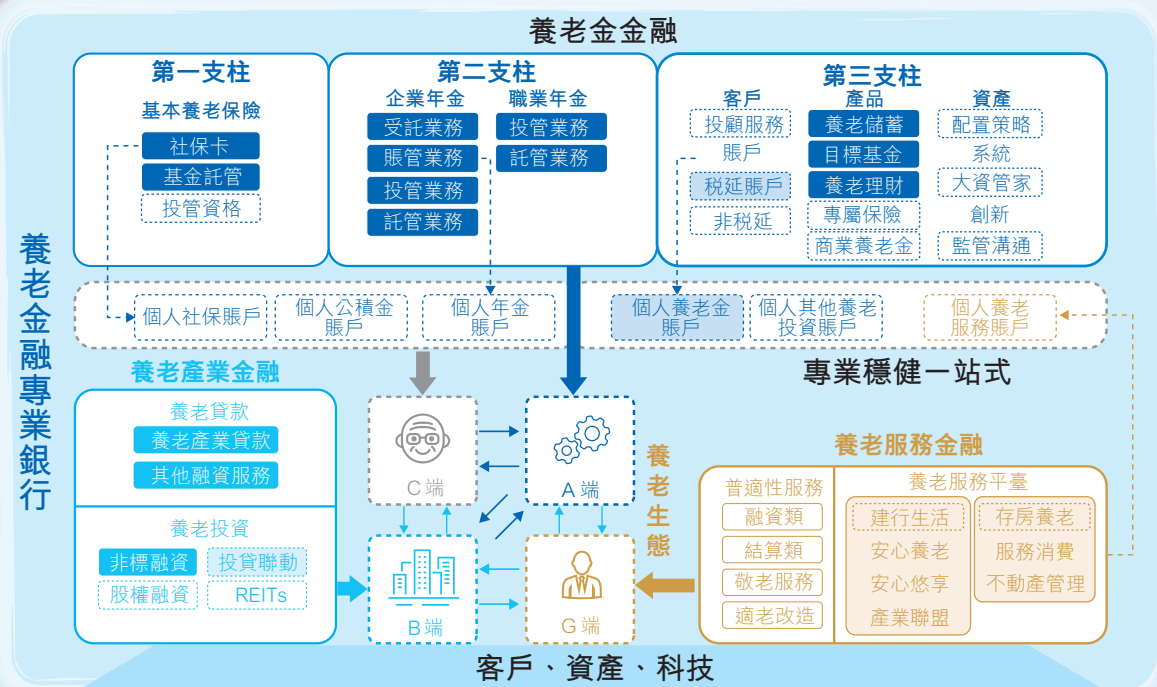 養老金金融
第一支柱
基本養老保險
社保卡
基金託管
投管資格
第二支柱
企業年金
受託業務
賬管業務
投管業務
託管業務
職業年金
投管業務
託管業務
第三支柱
客戶
投顧服務
賬戶
税延賬戶
非税延
產品
養老儲蓄
目標基金
養老理財
專屬保險
商業養老金
資產
配置策略
系統
大資管家
創新
監管溝通
養老金融專業銀行
個人社保賬戶
個人公積金
賬戶
個人年金
賬戶
個人養老金
賬戶
個人其他養老
投資賬戶
個人養老
服務賬戶
專業穩健一站式
養老產業金融
養老貸款
養老產業貸款
其他融資服務
養老投資
非標融資
投貸聯動
股權融資
REITs
C 端
A 端
B 端
G 端
養老生態
養老服務金融
普適性服務
融資類
結算類
敬老服務
適老改造
養老服務平臺
建行生活
安心養老
安心悠享
產業聯盟
存房養老
服務消費
不動產管理
客戶、資產、科技